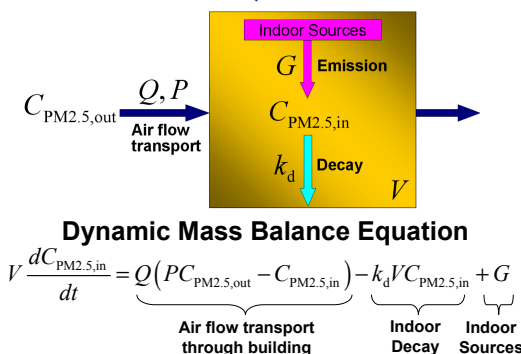 Indoor Sources
G Emission
Q, P
C_PM2.5,out
Air flow
transport
C_PM2.5,in
k_d Decay
V
Dynamic Mass Balance Equation
V dC_PM2.5,in/dt = Q(PC_PM2.5,out − C_PM2.5,in) − k_d VC_PM2.5,in + G
Air flow transport
through building
Indoor
Decay
Indoor
Sources